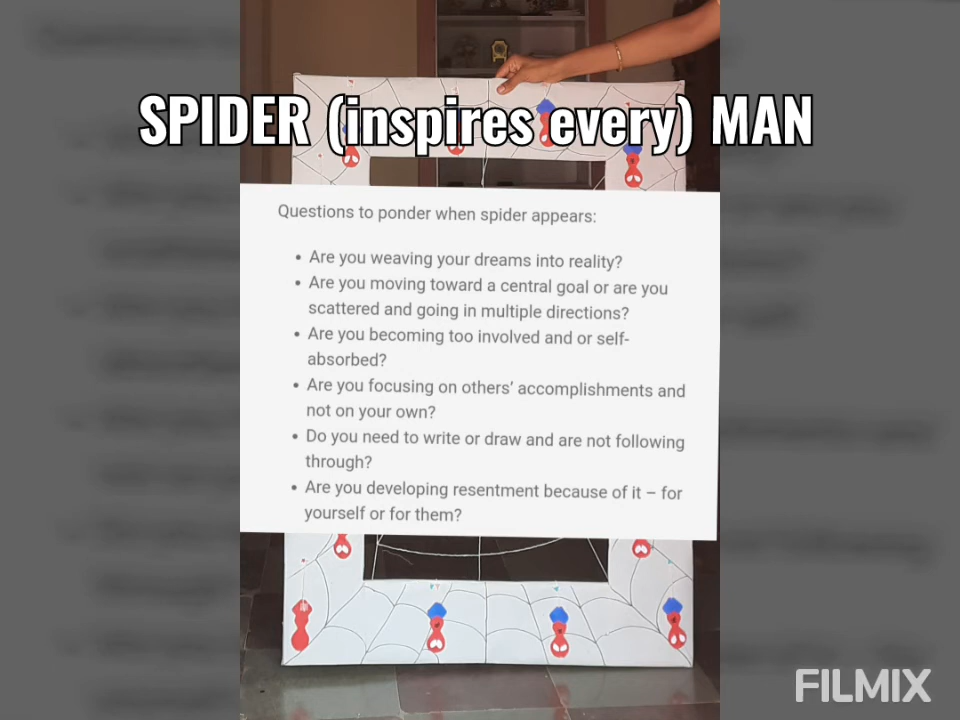 SPIDER (inspires every) MAN
Questions to ponder when spider appears:
• Are you weaving your dreams into reality?
• Are you moving toward a central goal or are you
scattered and going in multiple directions?
• Are you becoming too involved and or self-
absorbed?
• Are you focusing on others' accomplishments and
not on your own?
• Do you need to write or draw and are not following
through?
• Are you developing resentment because of it – for
yourself or for them?
FILMIX